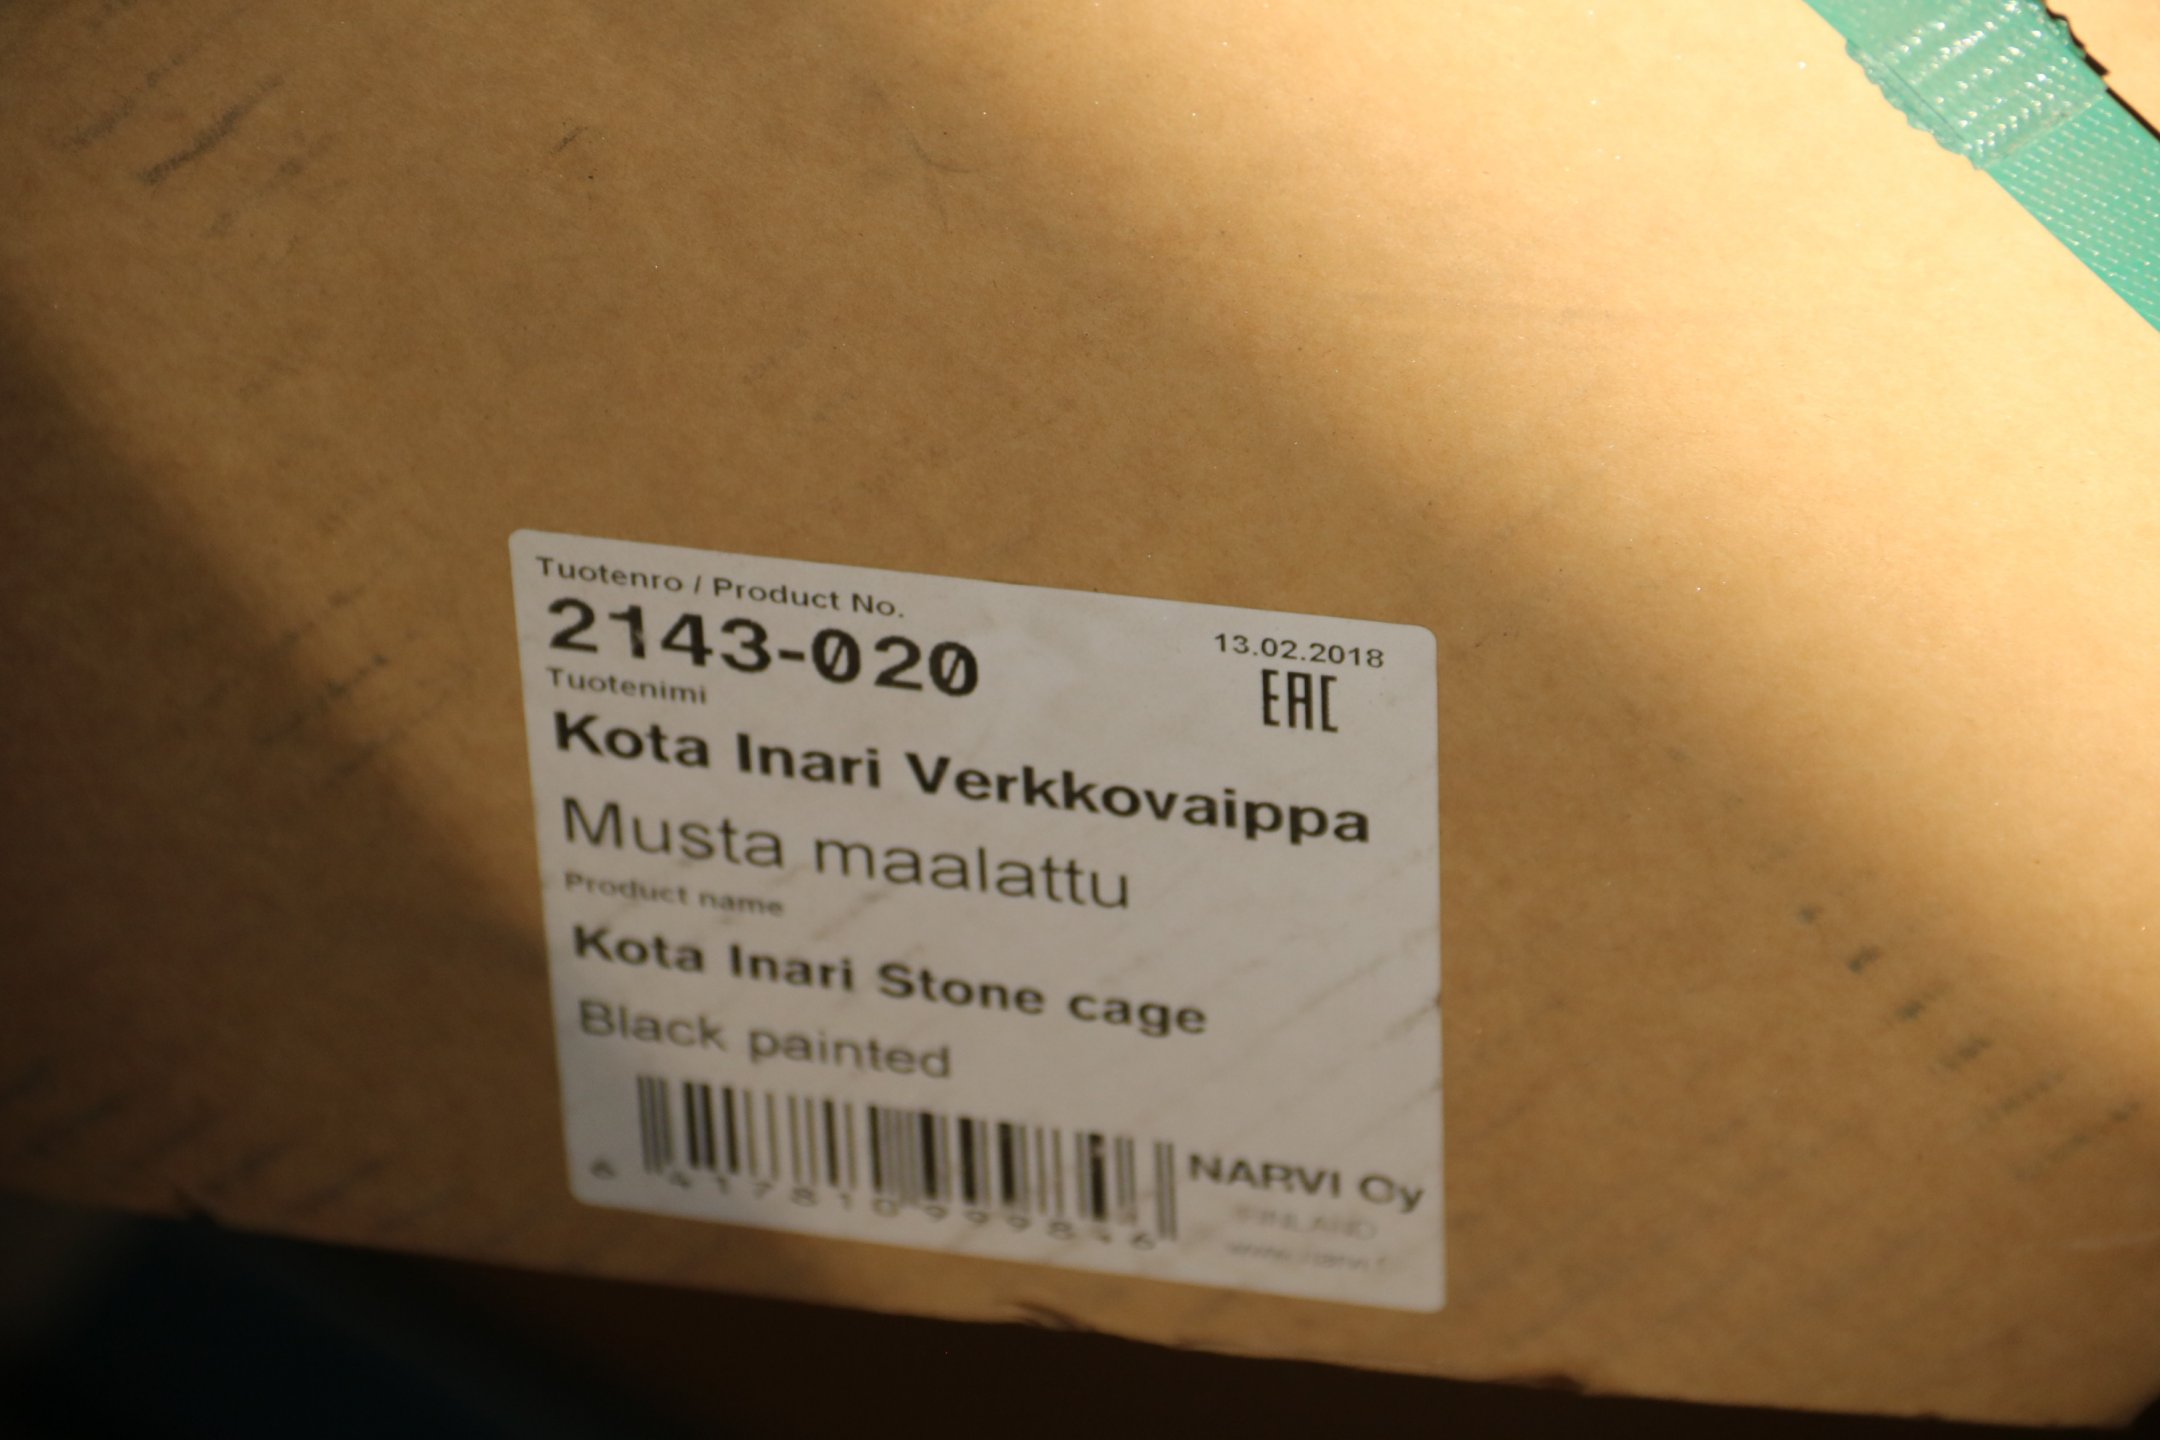 Tuotenro / Product No.
2143-020
13.02.2018
EAC
Tuotenimi
Kota Inari Verkkovaippa
Musta maalattu
Product name
Kota Inari Stone cage
Black painted
NARVI Oy
FINLAND